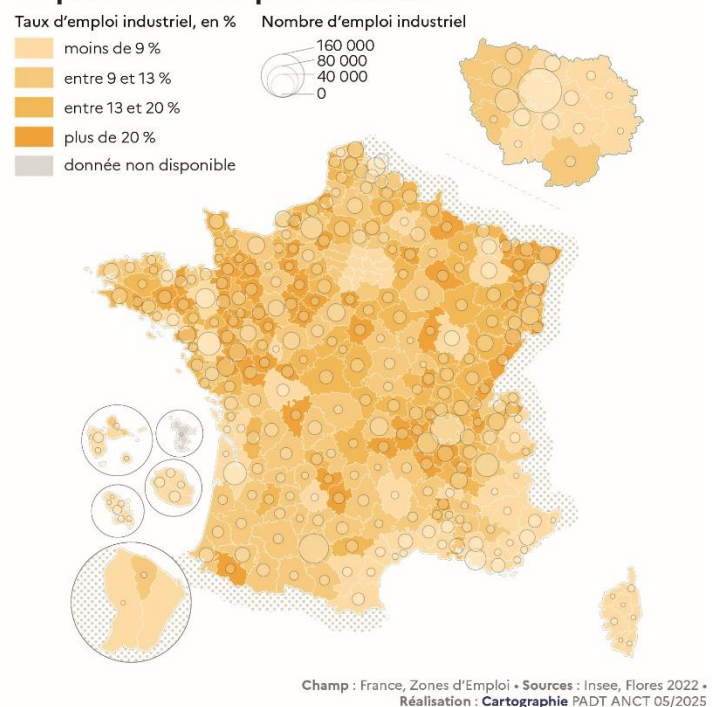 Taux d'emploi industriel, en %
moins de 9 %
entre 9 et 13 %
entre 13 et 20 %
plus de 20 %
donnée non disponible
Nombre d'emploi industriel
160 000
80 000
40 000
0
Champ : France, Zones d'Emploi • Sources : Insee, Flores 2022 •
Réalisation : Cartographie PADT ANCT 05/2025